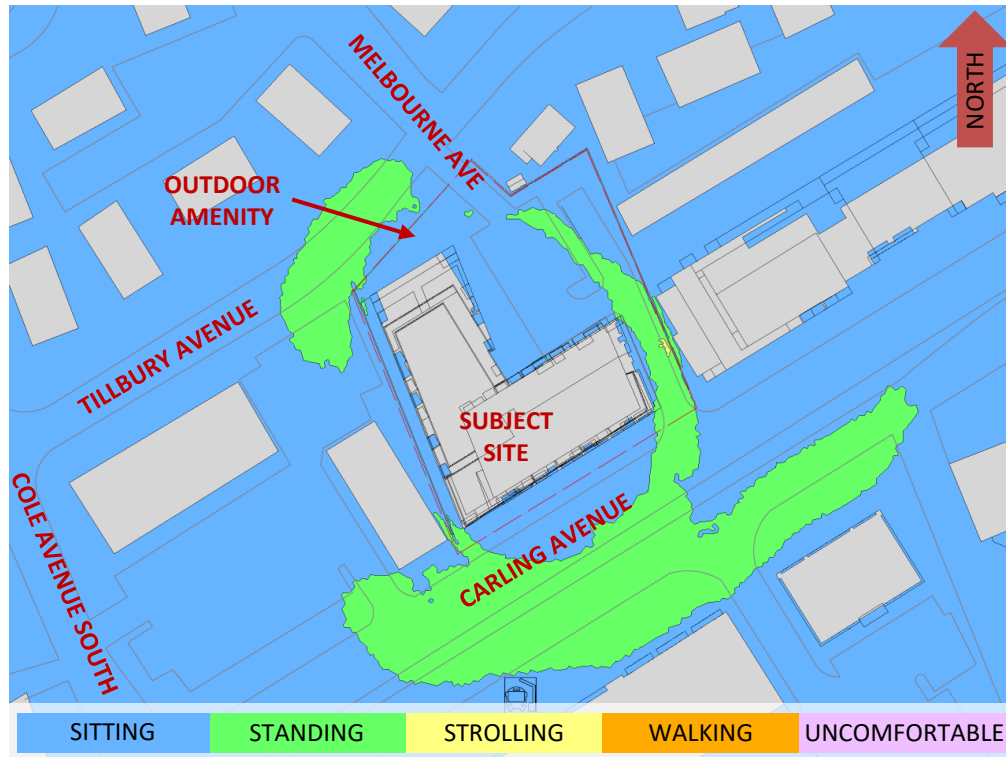 MELBOURNE AVE
NORTH
OUTDOOR
AMENITY
TILLBURY AVENUE
SUBJECT
SITE
COLE AVENUE SOUTH
CARLING AVENUE
SITTING
STANDING
STROLLING
WALKING
UNCOMFORTABLE